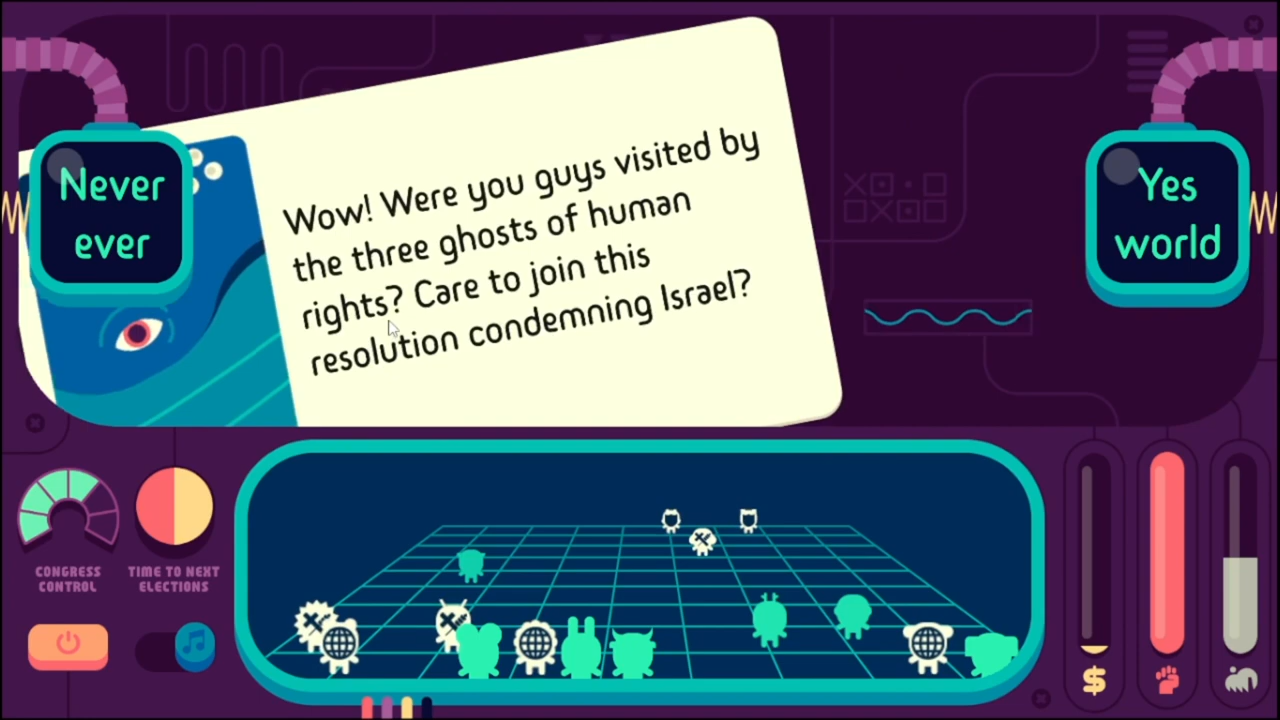 Never
ever
Wow! Were you guys visited by
the three ghosts of human
rights? Care to join this
resolution condemning Israel?
Yes
world
CONGRESS
CONTROL
TIME TO NEXT
ELECTIONS
$